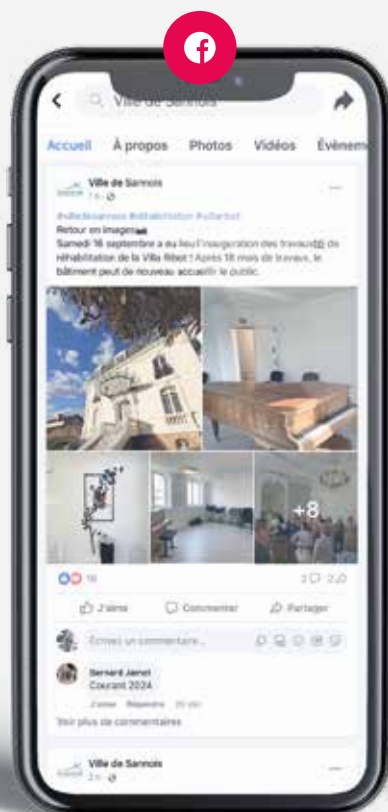 Ville de Sannois
Accueil À propos Photos Vidéos Évènem
Ville de Sannois
#villedesannois #réhabilitation #villaribot
Retour en images
Samedi 16 septembre a eu lieu l'inauguration des travaux de
réhabilitation de la Villa Ribot ! Après 18 mois de travaux, le
bâtiment peut de nouveau accueillir le public.
+8
J'aime Commenter Partager
Écrivez un commentaire...
Courant 2024
J'aime Répondre
Voir plus de commentaires
Ville de Sannois